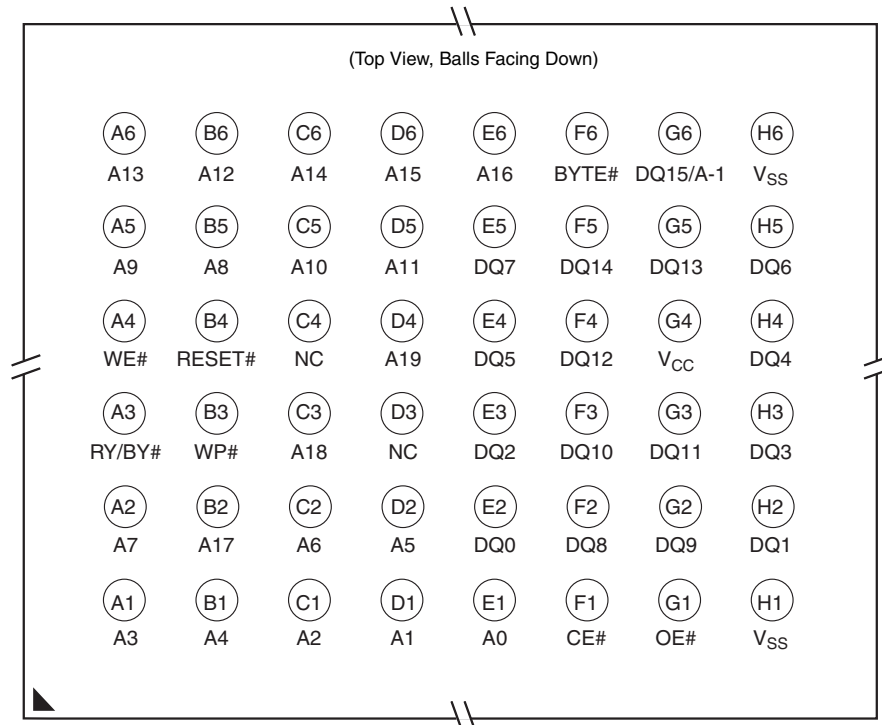 (Top View, Balls Facing Down)
A6 B6 C6 D6 E6 F6 G6 H6
A13 A12 A14 A15 A16 BYTE# DQ15/A-1 VSS
A5 B5 C5 D5 E5 F5 G5 H5
A9 A8 A10 A11 DQ7 DQ14 DQ13 DQ6
A4 B4 C4 D4 E4 F4 G4 H4
WE# RESET# NC A19 DQ5 DQ12 VCC DQ4
A3 B3 C3 D3 E3 F3 G3 H3
RY/BY# WP# A18 NC DQ2 DQ10 DQ11 DQ3
A2 B2 C2 D2 E2 F2 G2 H2
A7 A17 A6 A5 DQ0 DQ8 DQ9 DQ1
A1 B1 C1 D1 E1 F1 G1 H1
A3 A4 A2 A1 A0 CE# OE# VSS